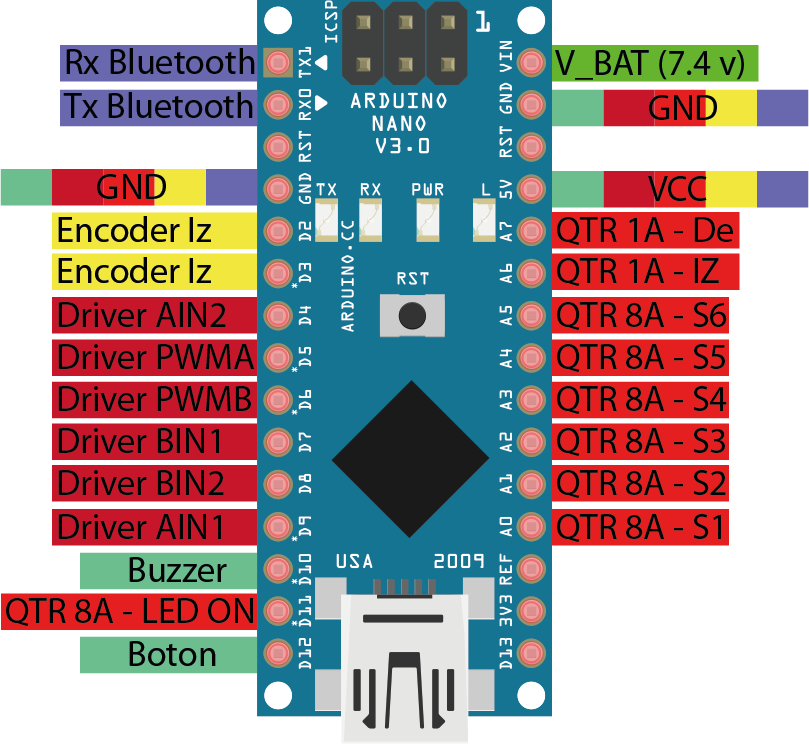 ICSP
1
Rx Bluetooth
TX1
VIN
V_BAT (7.4 v)
Tx Bluetooth
RX0
ARDUINO
NANO
V3.0
GND
GND
RST
RST
GND
GND
TX
RX
PWR
L
5V
VCC
Encoder Iz
D2
ARDUINO.CC
A7
QTR 1A - De
Encoder Iz
*D3
RST
A6
QTR 1A - IZ
Driver AIN2
D4
A5
QTR 8A - S6
Driver PWMA
*D5
A4
QTR 8A - S5
Driver PWMB
*D6
A3
QTR 8A - S4
Driver BIN1
D7
A2
QTR 8A - S3
Driver BIN2
D8
A1
QTR 8A - S2
Driver AIN1
*D9
A0
QTR 8A - S1
USA
2009
Buzzer
*D10
REF
QTR 8A - LED ON
*D11
3V3
Boton
D12
D13